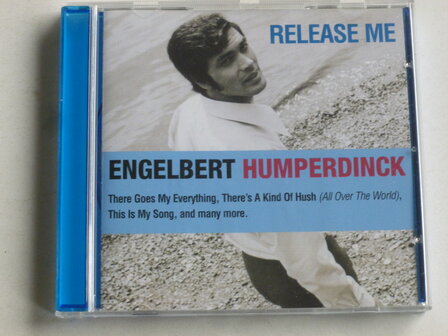 RELEASE ME
ENGELBERT HUMPERDINCK
There Goes My Everything, There's A Kind Of Hush (All Over The World),
This Is My Song, and many more.